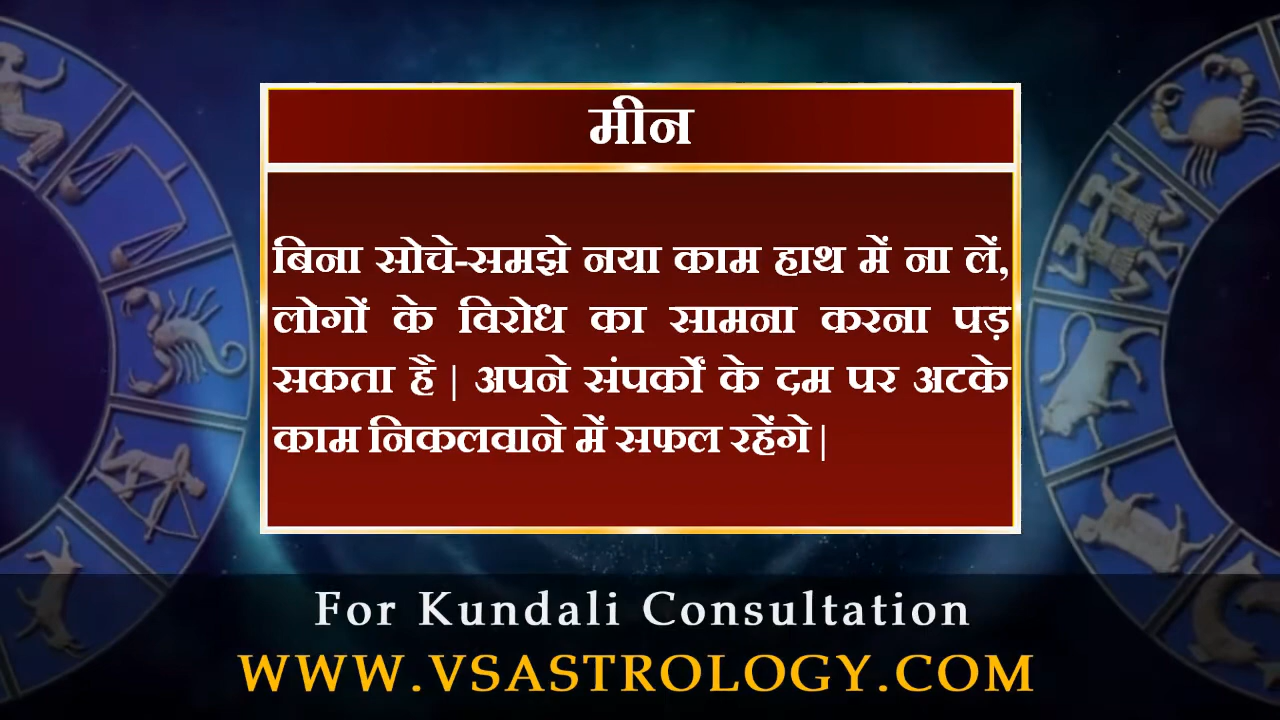 मीन
बिना सोचे-समझे नया काम हाथ में ना लें,
लोगों के विरोध का सामना करना पड़
सकता है | अपने संपर्कों के दम पर अटके
काम निकलवाने में सफल रहेंगे |
For Kundali Consultation
WWW.VSASTROLOGY.COM